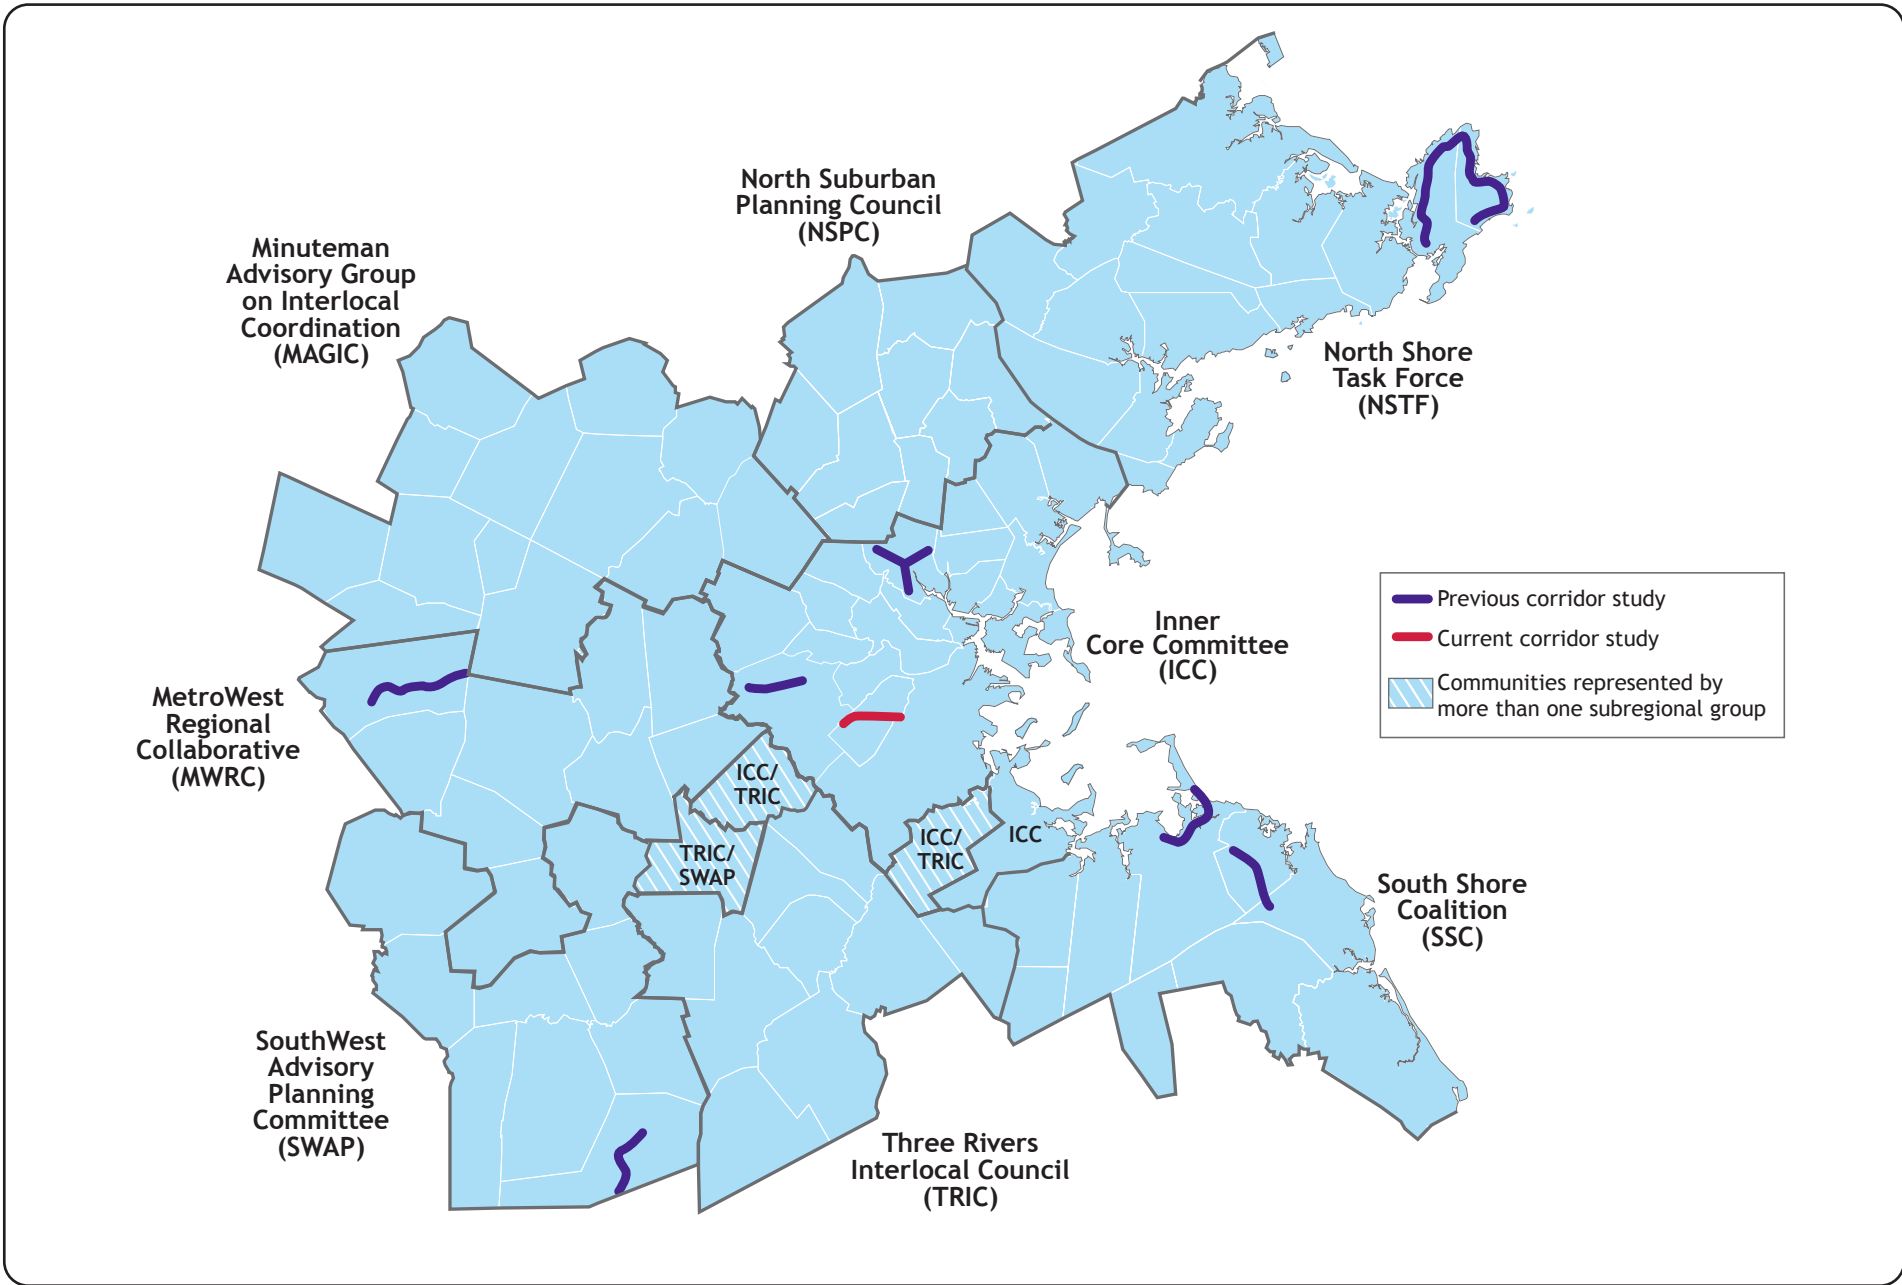 North Suburban
Planning Council
(NSPC)
Minuteman
Advisory Group
on Interlocal
Coordination
(MAGIC)
North Shore
Task Force
(NSTF)
Previous corridor study
Current corridor study
Communities represented by
more than one subregional group
Inner
Core Committee
(ICC)
MetroWest
Regional
Collaborative
(MWRC)
ICC/
TRIC
ICC/
TRIC
ICC
TRIC/
SWAP
South Shore
Coalition
(SSC)
SouthWest
Advisory
Planning
Committee
(SWAP)
Three Rivers
Interlocal Council
(TRIC)